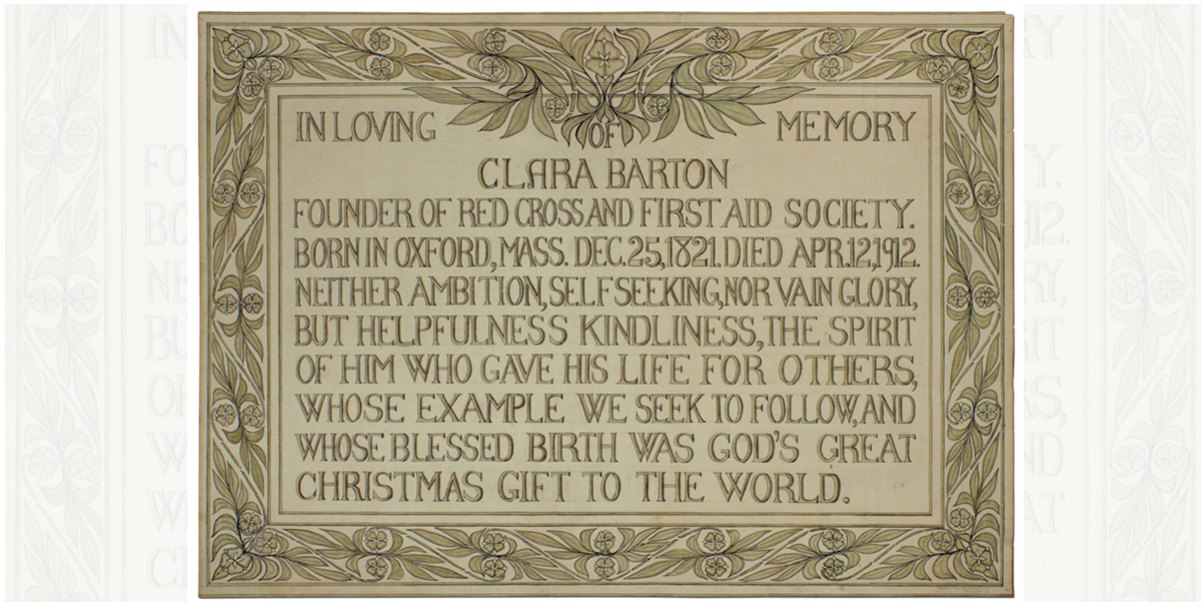 IN LOVING MEMORY
OF
CLARA BARTON
FOUNDER OF RED CROSS AND FIRST AID SOCIETY.
BORN IN OXFORD, MASS. DEC. 25, 1821. DIED APR. 12, 1912.
NEITHER AMBITION, SELF SEEKING, NOR VAIN GLORY,
BUT HELPFULNESS KINDLINESS, THE SPIRIT
OF HIM WHO GAVE HIS LIFE FOR OTHERS,
WHOSE EXAMPLE WE SEEK TO FOLLOW, AND
WHOSE BLESSED BIRTH WAS GOD'S GREAT
CHRISTMAS GIFT TO THE WORLD.